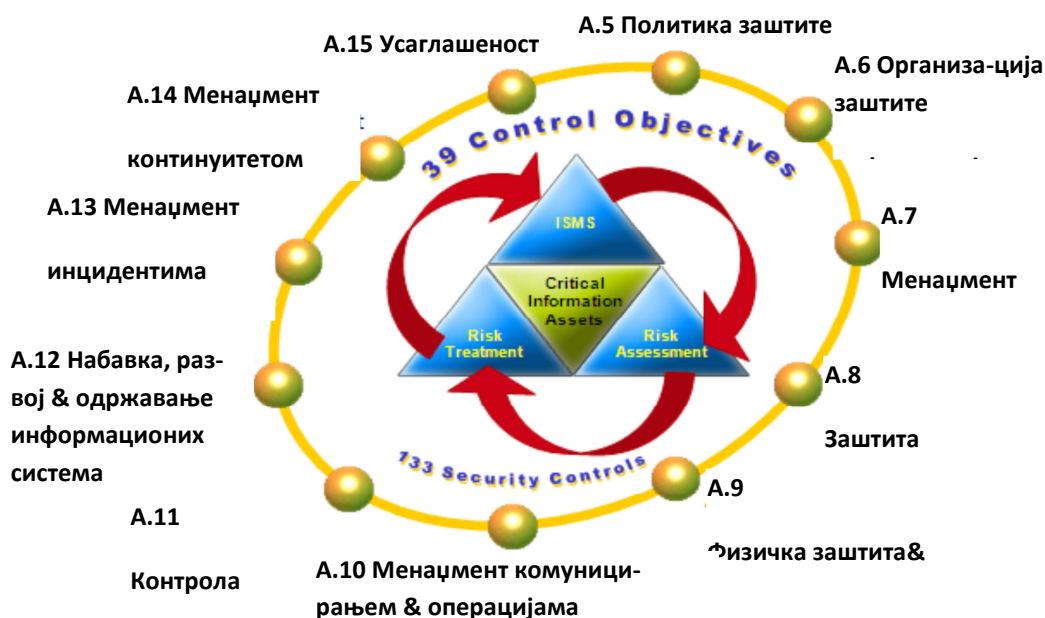 А.15 Усаглашеност
А.5 Политика заштите
А.6 Организа-ција
заштите
А.14 Менаџмент
континуитетом
39 Control Objectives
А.13 Менаџмент
инцидентима
ISMS
А.7
Менаџмент
Critical
Information
Assets
Risk
Treatment
Risk
Assessment
А.12 Набавка, раз-
вој & одржавање
информационих
система
А.8
Заштита
133 Security Controls
А.9
Физичка заштита&
А.11
Контрола
А.10 Менаџмент комуници-
рањем & операцијама